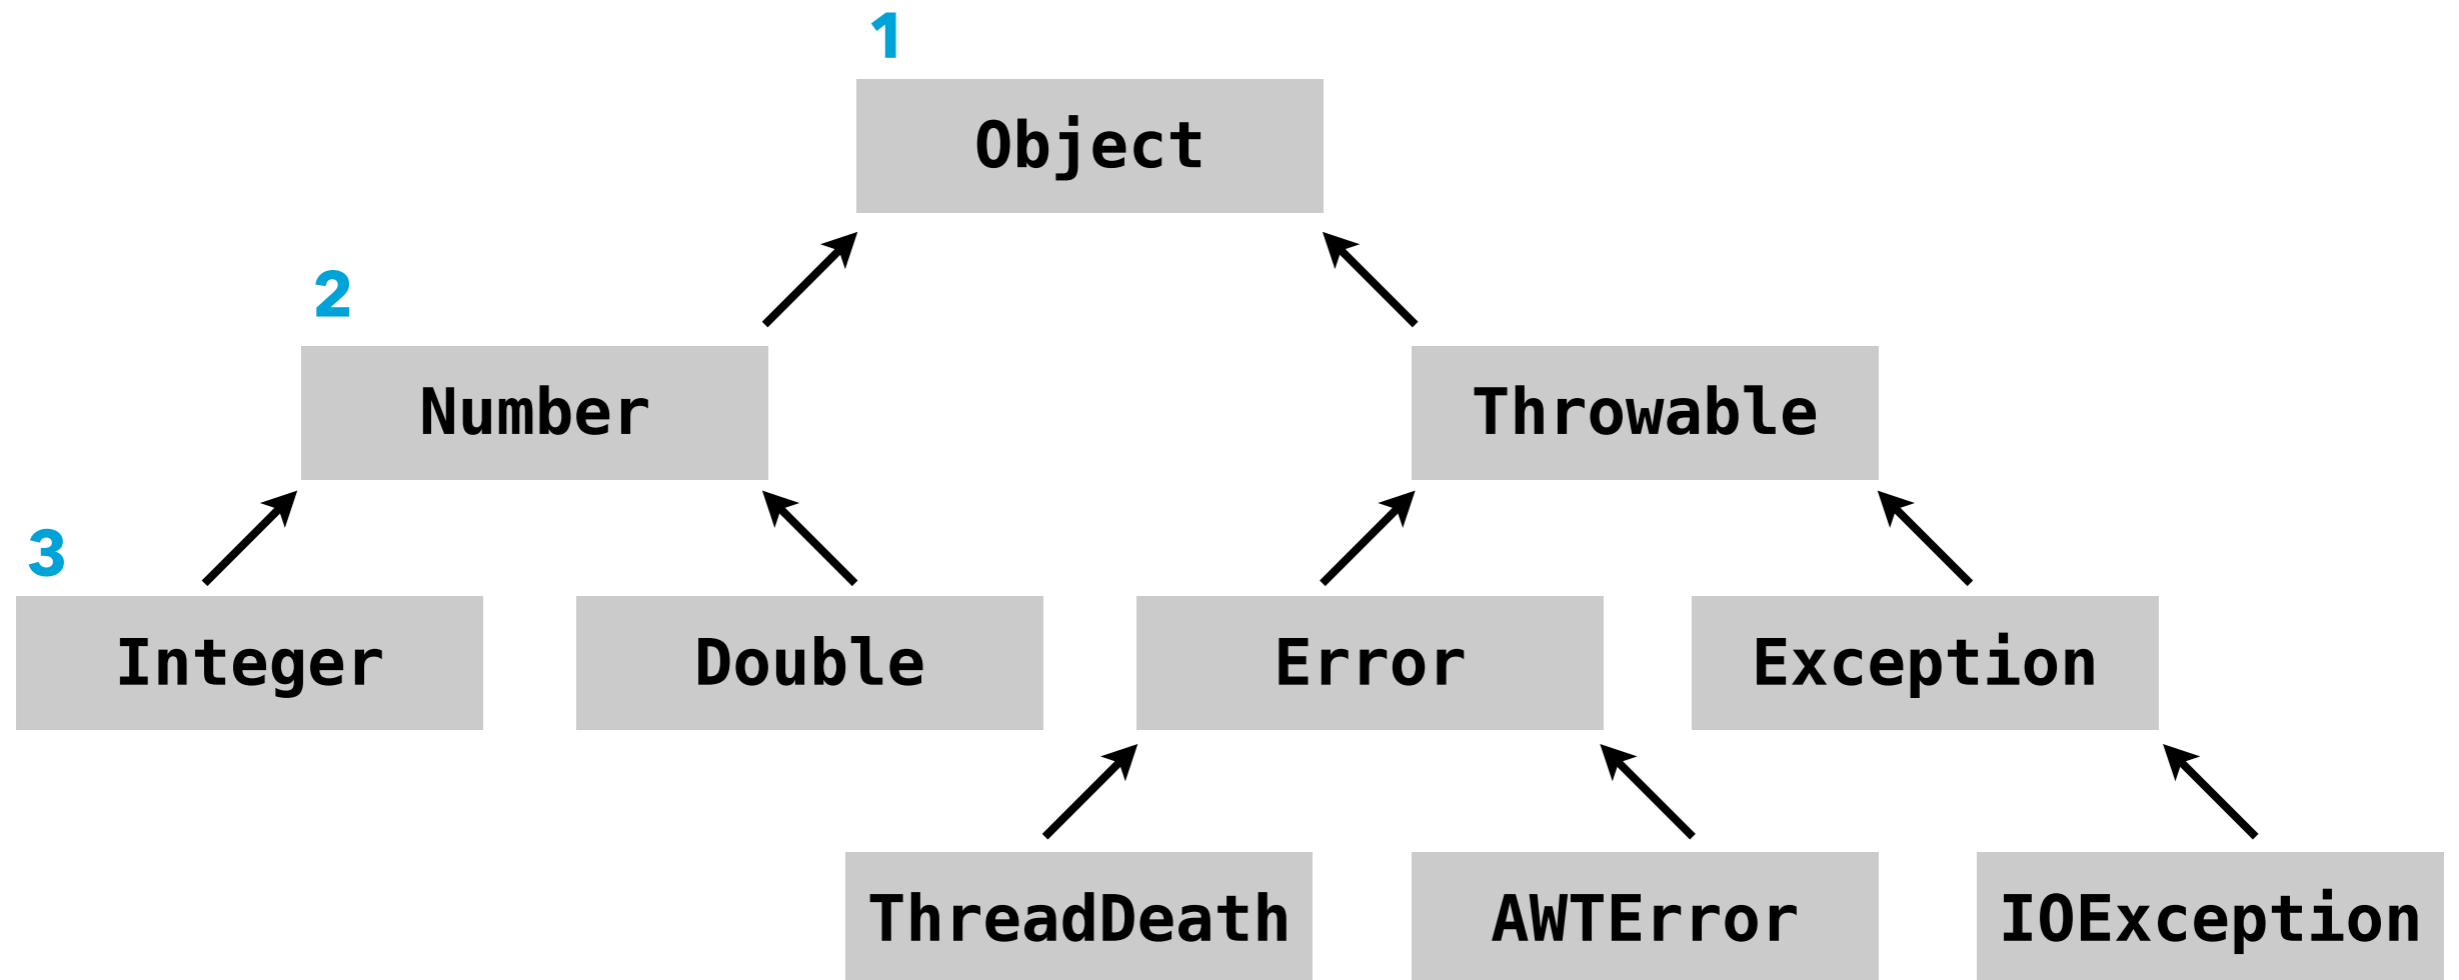 1
Object
2
Number
Throwable
3
Integer
Double
Error
Exception
ThreadDeath
AWTError
IOException